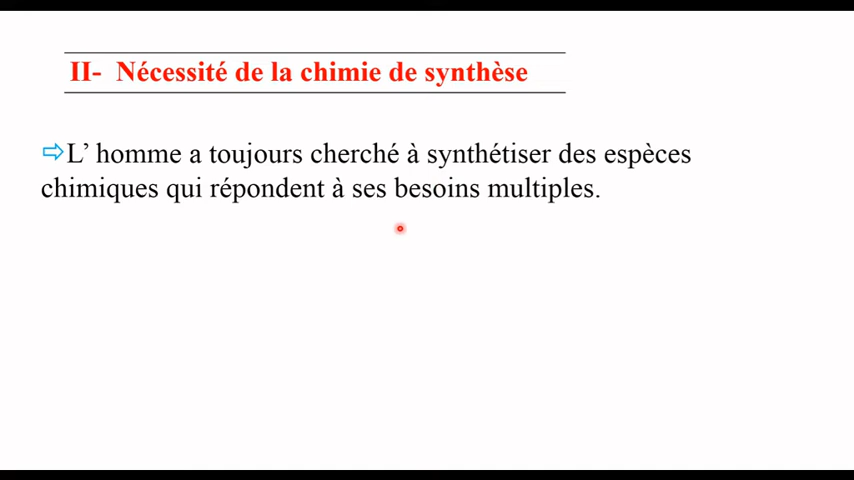 II- Nécessité de la chimie de synthèse
⇨L’ homme a toujours cherché à synthétiser des espèces
chimiques qui répondent à ses besoins multiples.